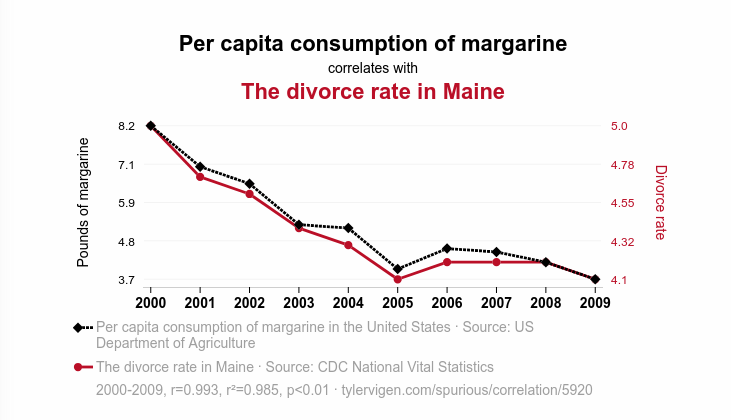 Per capita consumption of margarine
correlates with
The divorce rate in Maine
8.2
7.1
5.9
4.8
3.7
Pounds of margarine
5.0
4.78
4.55
4.32
4.1
Divorce rate
2000 2001 2002 2003 2004 2005 2006 2007 2008 2009
Per capita consumption of margarine in the United States · Source: US
Department of Agriculture
The divorce rate in Maine · Source: CDC National Vital Statistics
2000-2009, r=0.993, r²=0.985, p<0.01 · tylervigen.com/spurious/correlation/5920